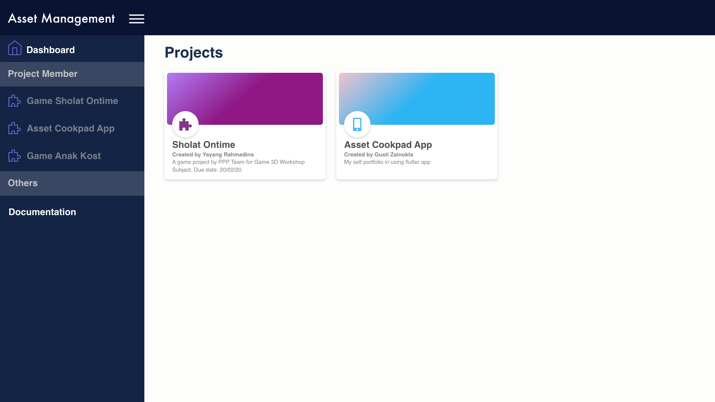 Asset Management
Dashboard
Project Member
Game Sholat Ontime
Asset Cookpad App
Game Anak Kost
Others
Documentation
Projects
Sholat Ontime
Created by Yayang Rahmadina
A game project by PPP Team for Game 3D Workshop
Subject. Due date: 20/02/20.
Asset Cookpad App
Created by Gusti Zainokta
My self portfolio in using flutter app